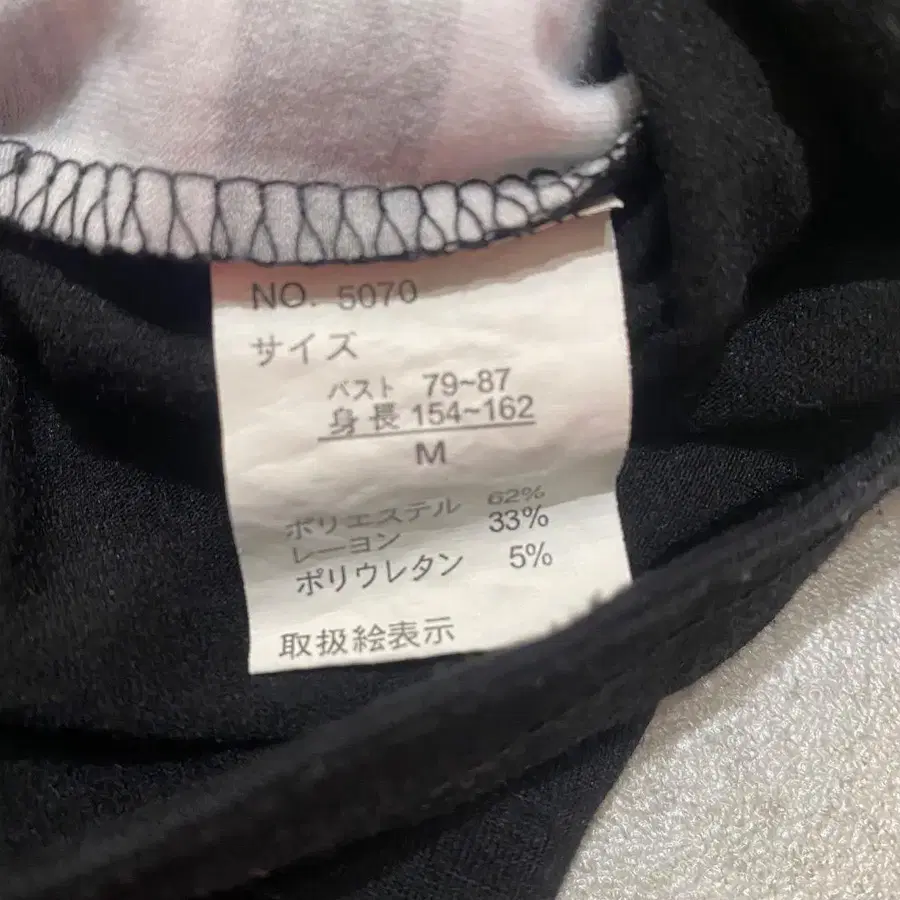 NO. 5070
サイズ
バスト 79~87
身長 154~162
M
ポリエステル 62%
レーヨン 33%
ポリウレタン 5%
取扱絵表示